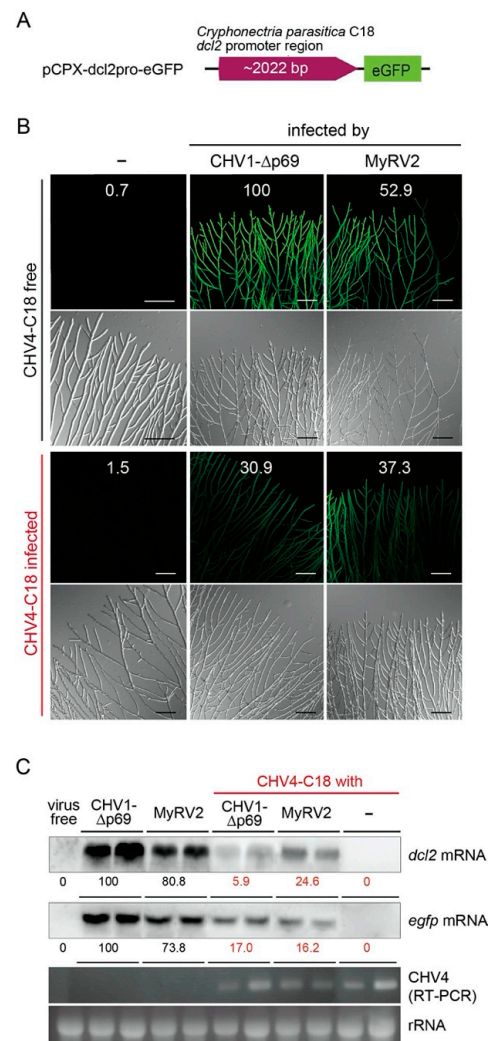 A
Cryphonectria parasitica C18
dcl2 promoter region
pCPX-dcl2pro-eGFP
~2022 bp
eGFP
B
infected by
–
CHV1-Δp69
MyRV2
CHV4-C18 free
0.7
100
52.9
CHV4-C18 infected
1.5
30.9
37.3
C
CHV4-C18 with
virus free
CHV1-Δp69
MyRV2
CHV1-Δp69
MyRV2
–
dcl2 mRNA
0 100 80.8 5.9 24.6 0
egfp mRNA
0 100 73.8 17.0 16.2 0
CHV4
(RT-PCR)
rRNA